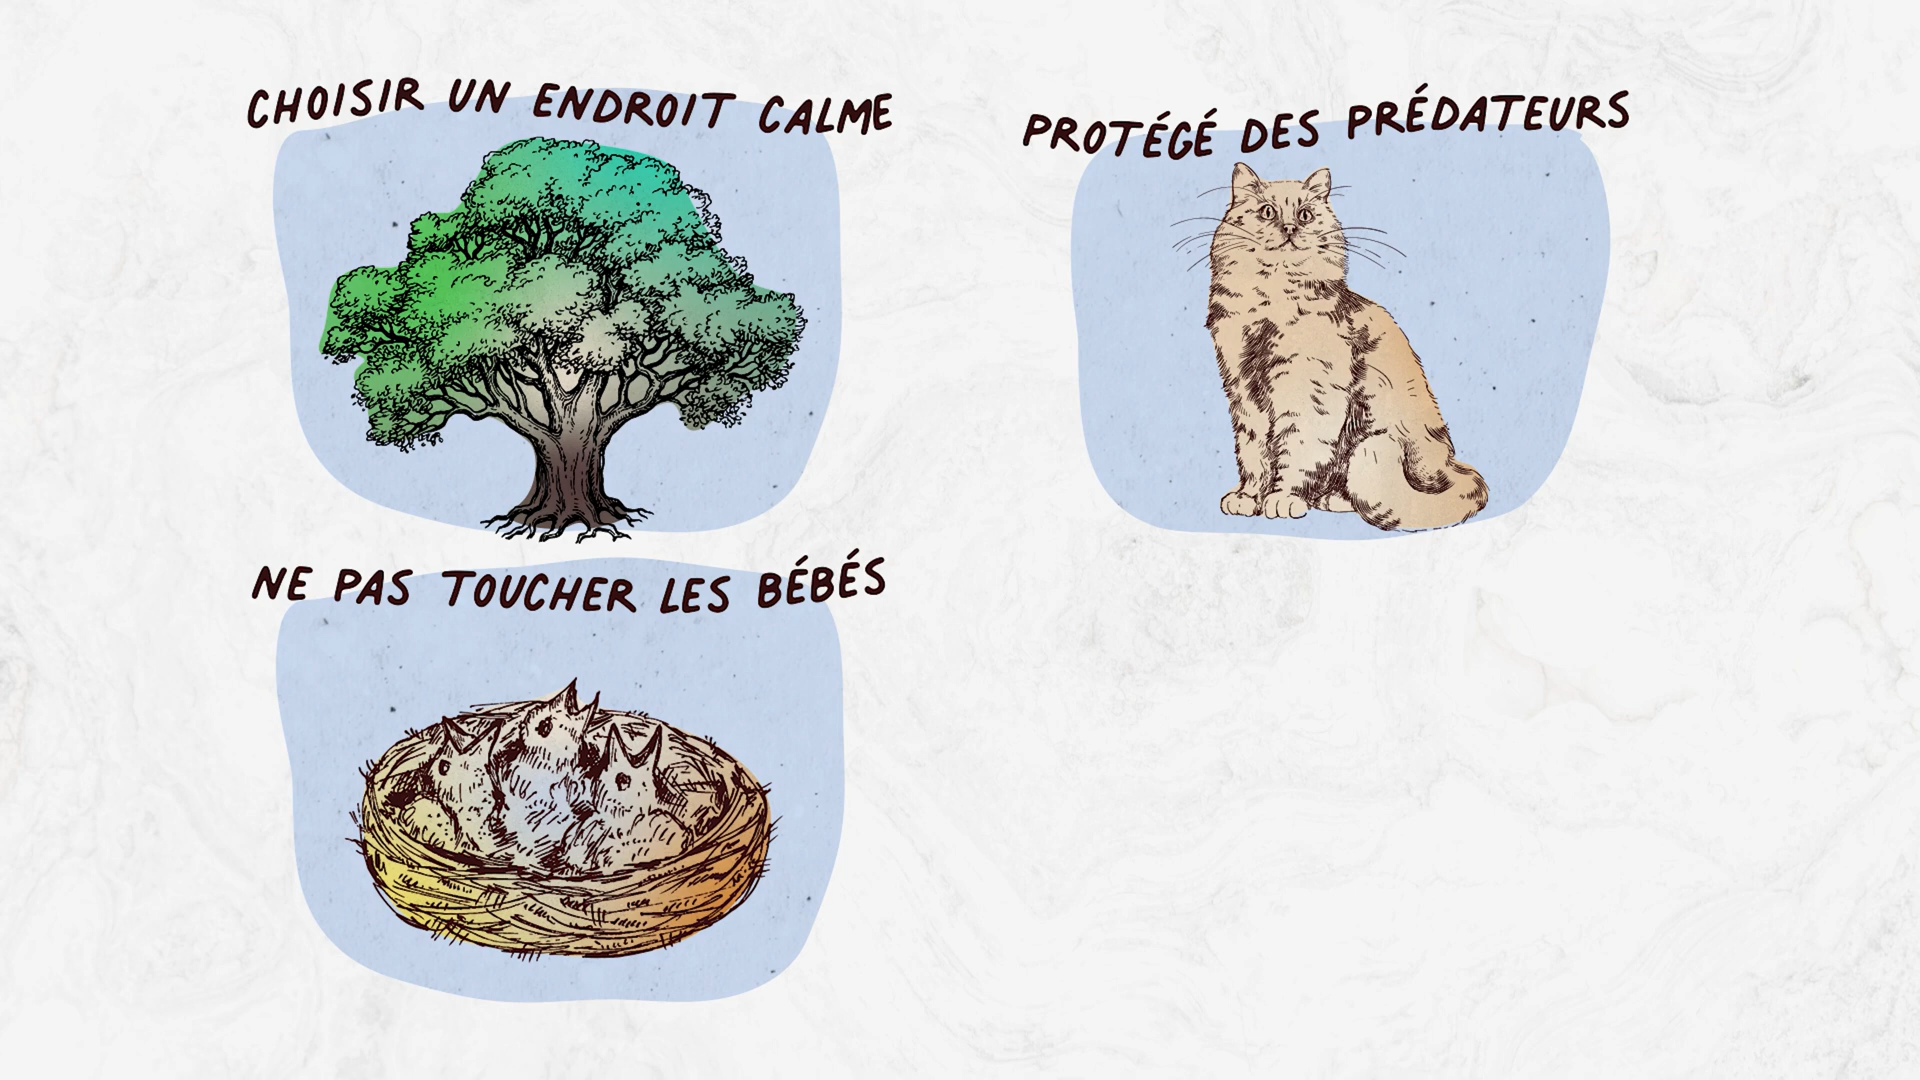 CHOISIR UN ENDROIT CALME
PROTÉGÉ DES PRÉDATEURS
NE PAS TOUCHER LES BÉBÉS